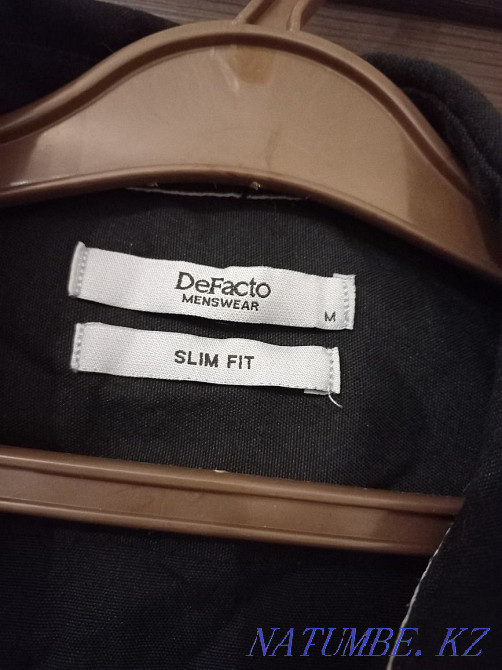 DeFacto
MENSWEAR
M
SLIM FIT
NATUMBE. KZ